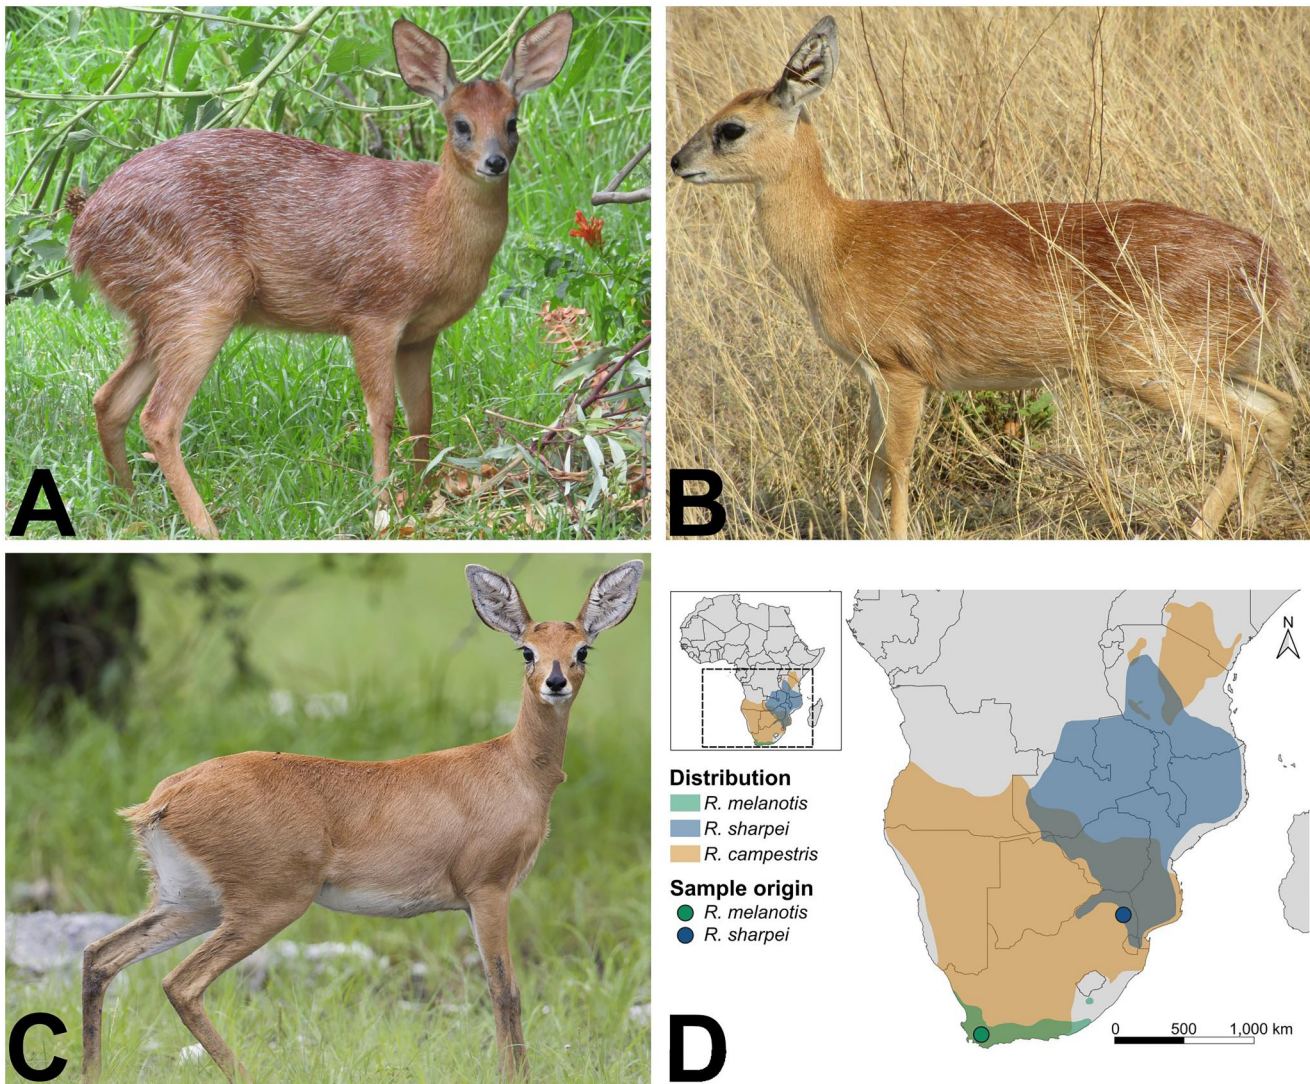 A
B
C
D
N
Distribution
R. melanotis
R. sharpei
R. campestris
Sample origin
R. melanotis
R. sharpei
0 500 1,000 km